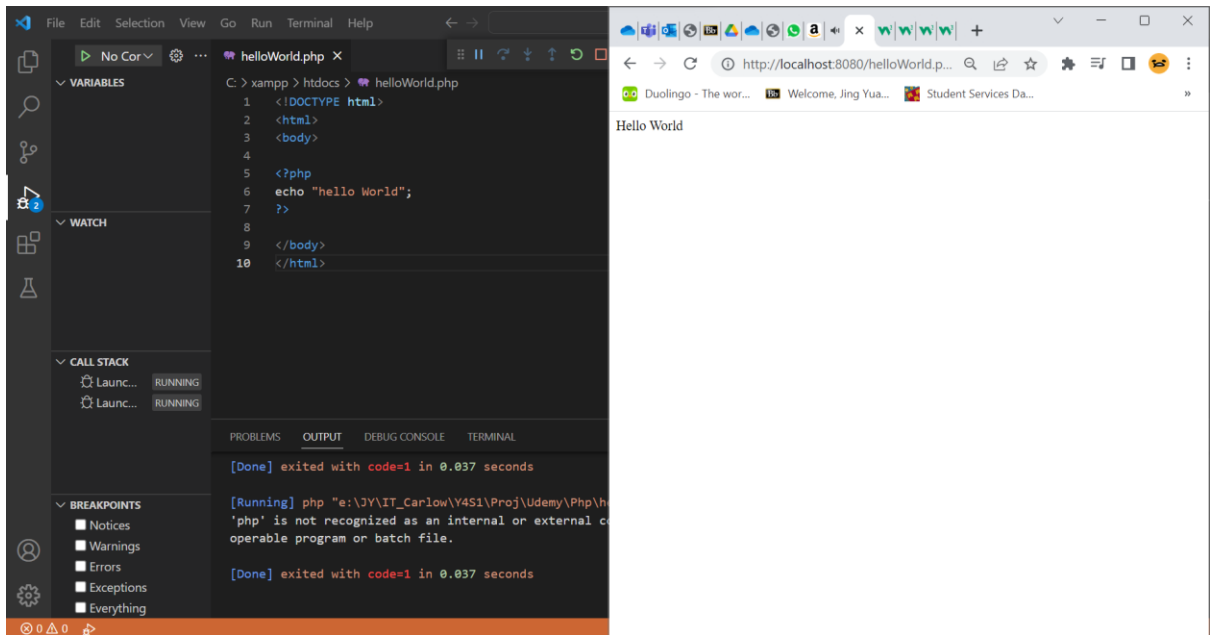 File Edit Selection View Go Run Terminal Help
No Cor
helloWorld.php
VARIABLES
C: > xampp > htdocs > helloWorld.php
1 <!DOCTYPE html>
2 <html>
3 <body>
4
5 <?php
6 echo "hello World";
7 ?>
8
9 </body>
10 </html>
2
WATCH
CALL STACK
Launc... RUNNING
Launc... RUNNING
BREAKPOINTS
Notices
Warnings
Errors
Exceptions
Everything
PROBLEMS OUTPUT DEBUG CONSOLE TERMINAL
[Done] exited with code=1 in 0.037 seconds
[Running] php "e:\JY\IT_Carlow\Y4S1\Proj\Udemy\Php\h
'php' is not recognized as an internal or external c
operable program or batch file.
[Done] exited with code=1 in 0.037 seconds
0 0
Bb a
http://localhost:8080/helloWorld.p...
Duolingo - The wor... Bb Welcome, Jing Yua... Student Services Da...
Hello World